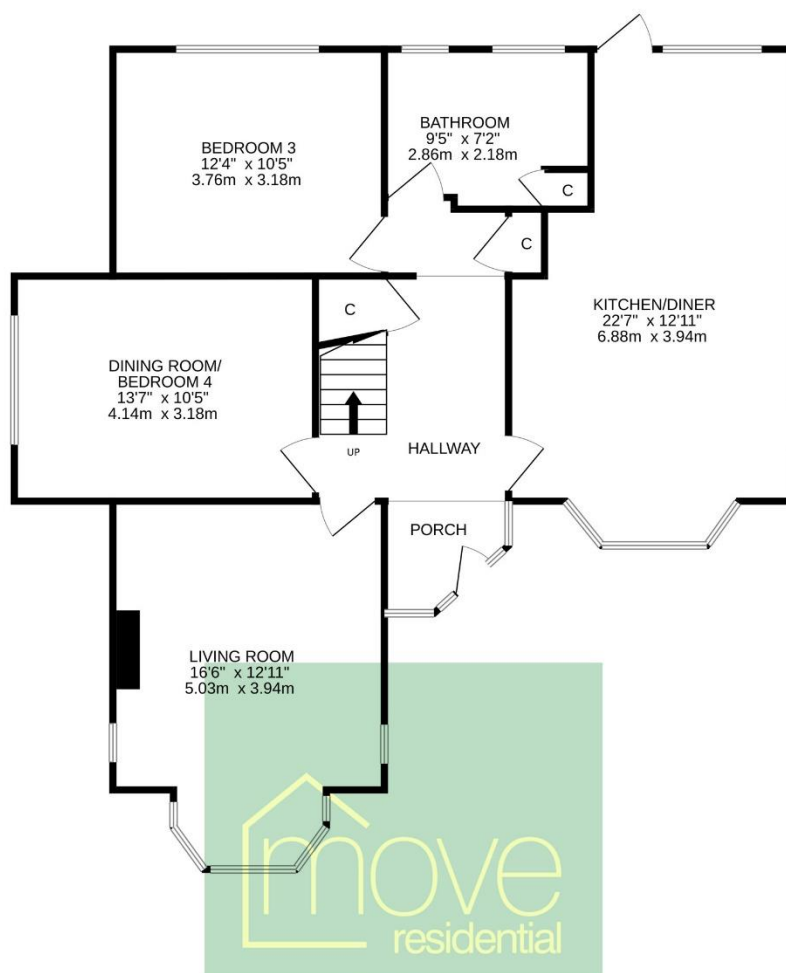 BEDROOM 3
12'4" x 10'5"
3.76m x 3.18m
BATHROOM
9'5" x 7'2"
2.86m x 2.18m
C
C
KITCHEN/DINER
22'7" x 12'11"
6.88m x 3.94m
C
DINING ROOM/
BEDROOM 4
13'7" x 10'5"
4.14m x 3.18m
UP
HALLWAY
PORCH
LIVING ROOM
16'6" x 12'11"
5.03m x 3.94m
move
residential